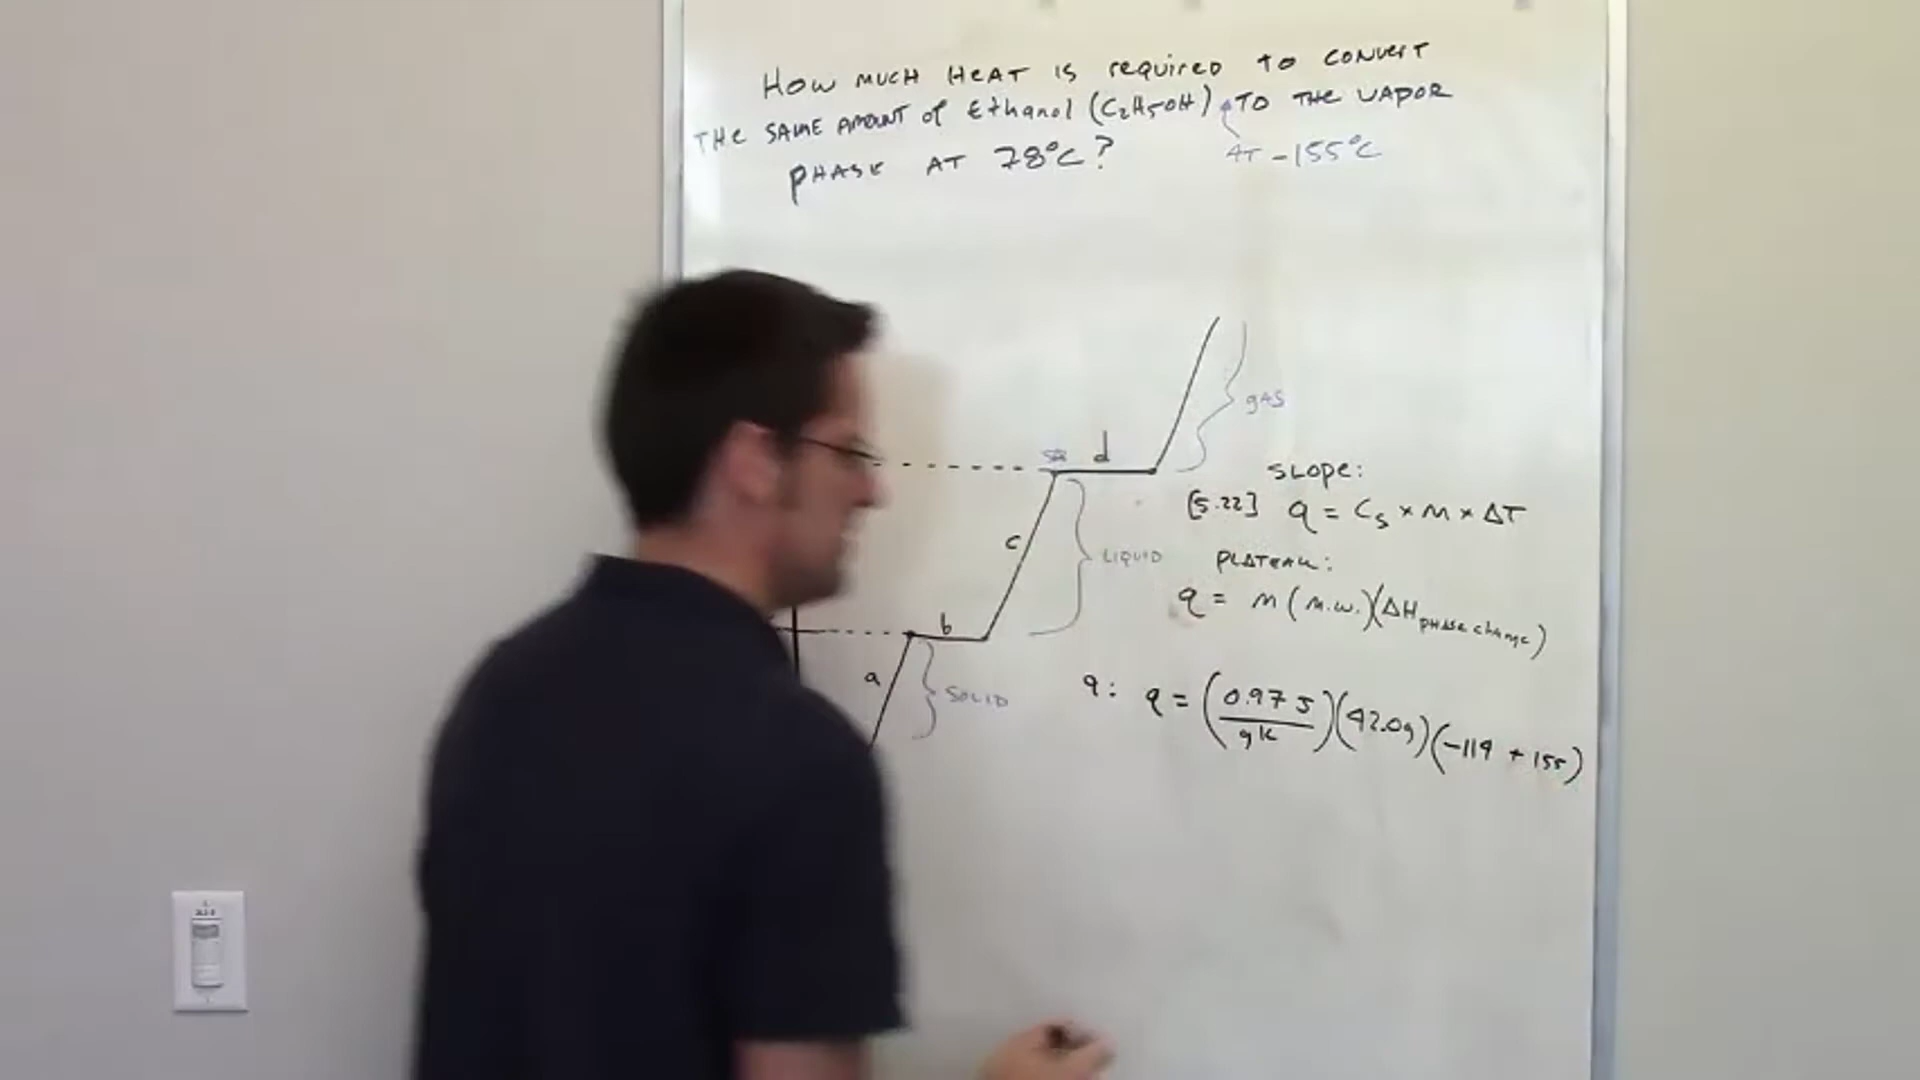 HOW MUCH HEAT IS required TO CONVERT
THE SAME AMOUNT OF Ethanol (C₂H₅OH) TO THE VAPOR
AT -155°C
PHASE AT 78°C?
gAS
d
SLOPE:
[5.22] q = Cₛ × m × ΔT
c
LIQUID
PLATEAU:
q = m (m.w.)(ΔH phase change)
b
a
SOLID
a: q = (0.97 J / gK)(42.0g)(-114 + 155)